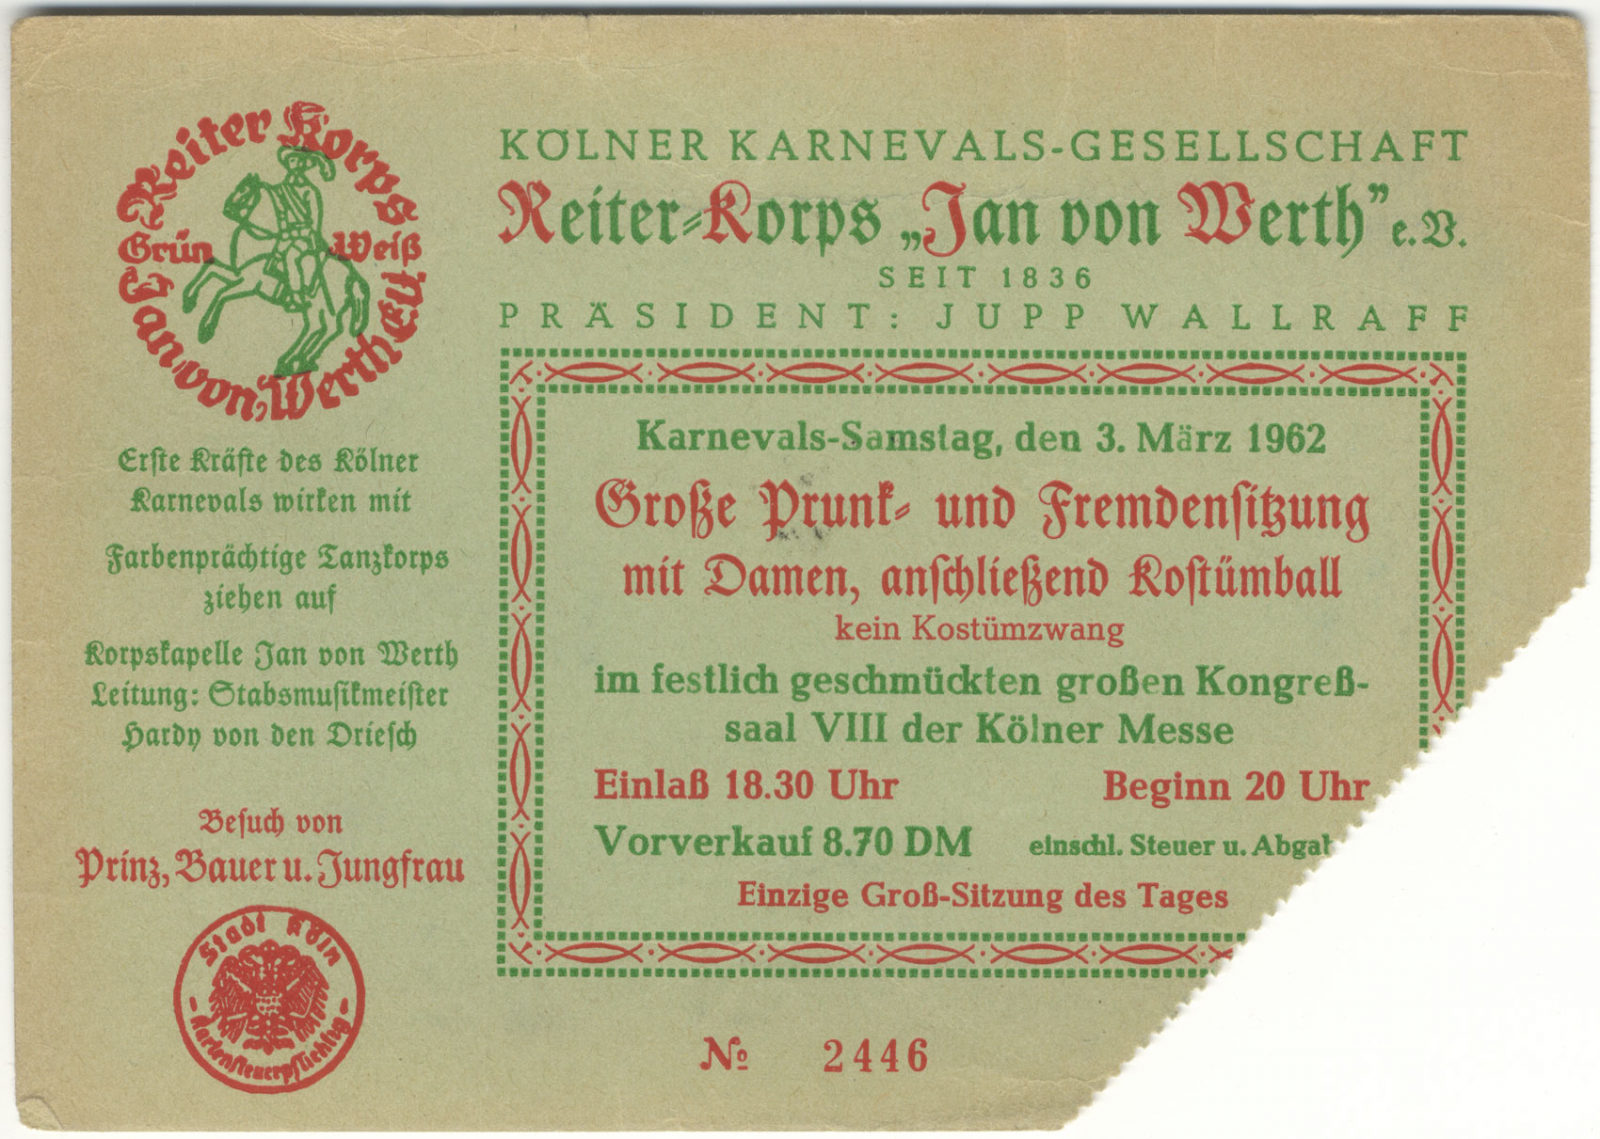 Reiter Korps
Grün Weiß
Jan von Werth E.V.
Erste Kräfte des Kölner
Karnevals wirken mit
Farbenprächtige Tanzkorps
ziehen auf
Korpskapelle Jan von Werth
Leitung: Stabsmusikmeister
Hardy von den Driesch
Besuch von
Prinz, Bauer u. Jungfrau
Stadt Köln
- Kartensteuerpflichtig -
KÖLNER KARNEVALS-GESELLSCHAFT
Reiter-Korps „Jan von Werth” e.V.
SEIT 1836
PRÄSIDENT: JUPP WALLRAFF
Karnevals-Samstag, den 3. März 1962
Große Prunk- und Fremdensitzung
mit Damen, anschließend Kostümball
kein Kostümzwang
im festlich geschmückten großen Kongreß-
saal VIII der Kölner Messe
Einlaß 18.30 Uhr Beginn 20 Uhr
Vorverkauf 8.70 DM einschl. Steuer u. Abgab
Einzige Groß-Sitzung des Tages
№ 2446